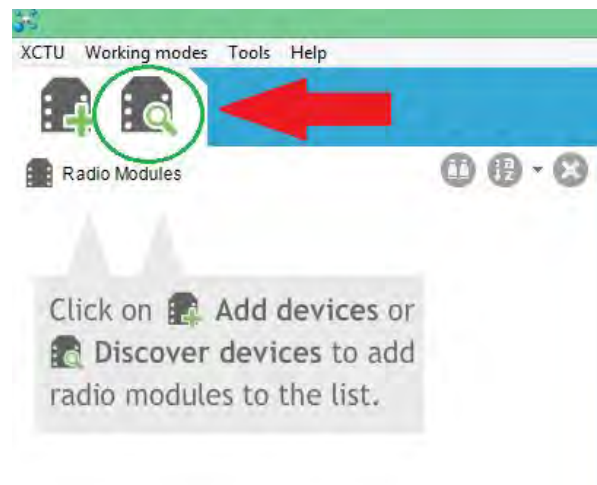 XCTU Working modes Tools Help
Radio Modules
Click on Add devices or
Discover devices to add
radio modules to the list.